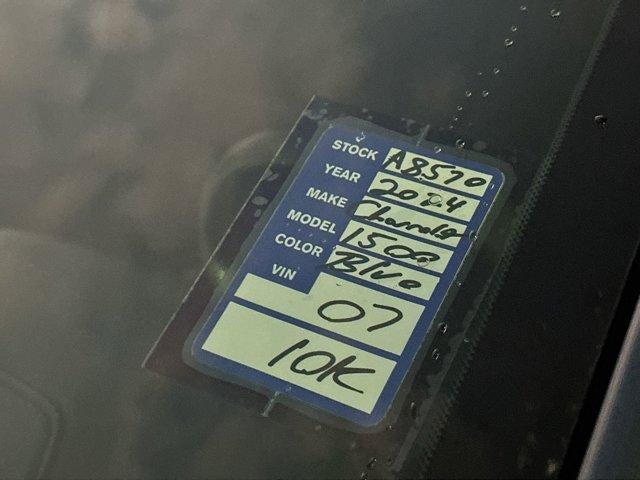 STOCK A8570
YEAR 2024
MAKE Chevrolet
MODEL 1500
COLOR Blue
VIN
07
10K